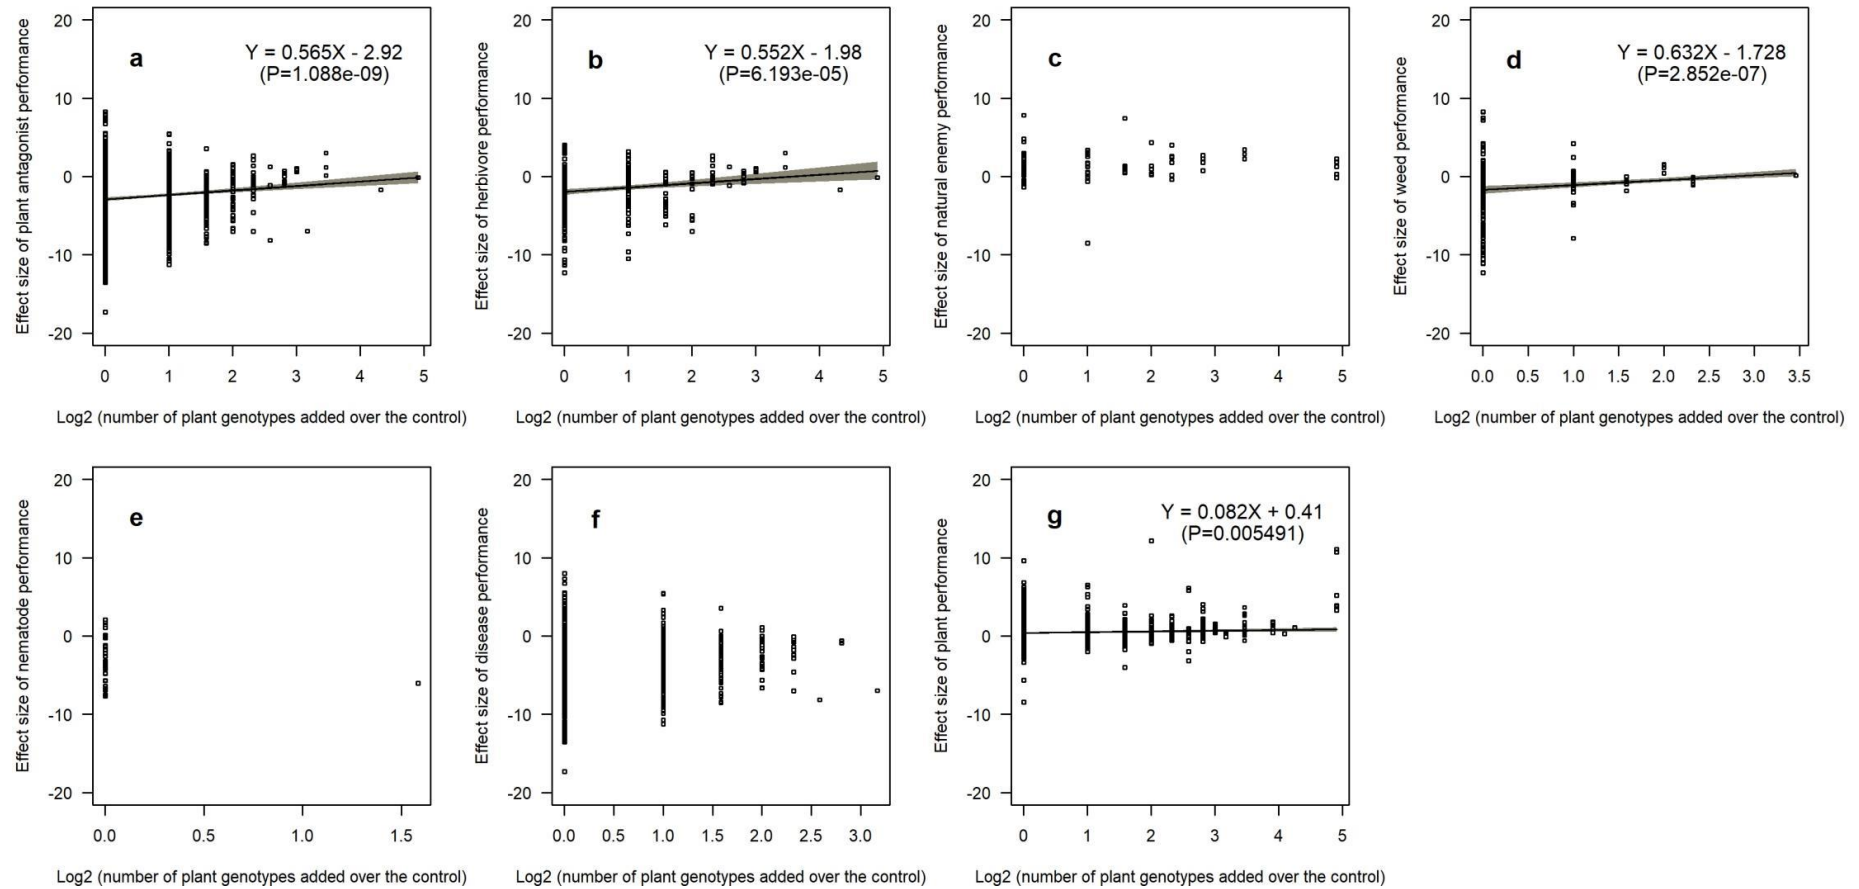 a
Y = 0.565X - 2.92
(P=1.088e-09)
Effect size of plant antagonist performance
20
10
0
-10
-20
0 1 2 3 4 5
Log2 (number of plant genotypes added over the control)
b
Y = 0.552X - 1.98
(P=6.193e-05)
Effect size of herbivore performance
20
10
0
-10
-20
0 1 2 3 4 5
Log2 (number of plant genotypes added over the control)
c
Effect size of natural enemy performance
20
10
0
-10
-20
0 1 2 3 4 5
Log2 (number of plant genotypes added over the control)
d
Y = 0.632X - 1.728
(P=2.852e-07)
Effect size of weed performance
20
10
0
-10
-20
0.0 0.5 1.0 1.5 2.0 2.5 3.0 3.5
Log2 (number of plant genotypes added over the control)
e
Effect size of nematode performance
20
10
0
-10
-20
0.0 0.5 1.0 1.5
Log2 (number of plant genotypes added over the control)
f
Effect size of disease performance
20
10
0
-10
-20
0.0 0.5 1.0 1.5 2.0 2.5 3.0
Log2 (number of plant genotypes added over the control)
g
Y = 0.082X + 0.41
(P=0.005491)
Effect size of plant performance
20
10
0
-10
-20
0 1 2 3 4 5
Log2 (number of plant genotypes added over the control)